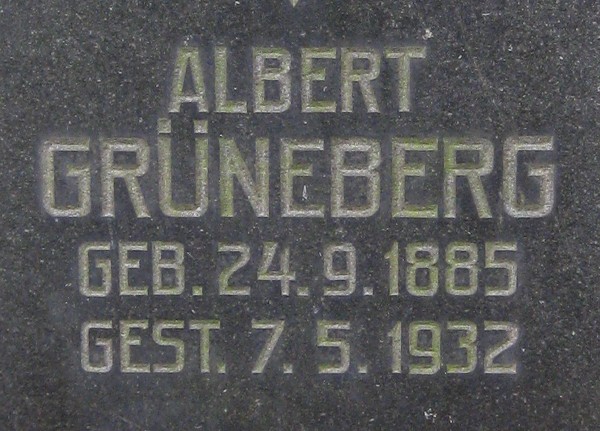 ALBERT
GRÜNEBERG
GEB. 24. 9. 1885
GEST. 7. 5. 1932